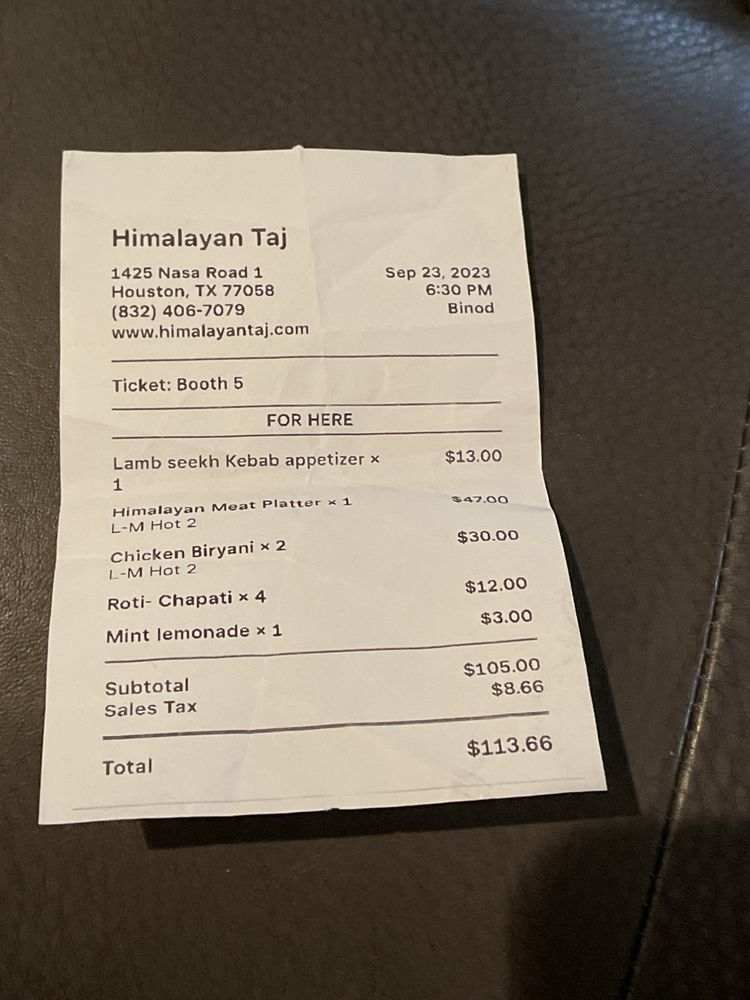 Himalayan Taj
1425 Nasa Road 1
Sep 23, 2023
Houston, TX 77058
6:30 PM
(832) 406-7079
Binod
www.himalayantaj.com
Ticket: Booth 5
FOR HERE
Lamb seekh Kebab appetizer × $13.00
1
Himalayan Meat Platter × 1 $47.00
L-M Hot 2
Chicken Biryani × 2 $30.00
L-M Hot 2
Roti- Chapati × 4 $12.00
Mint lemonade × 1 $3.00
Subtotal $105.00
Sales Tax $8.66
Total $113.66